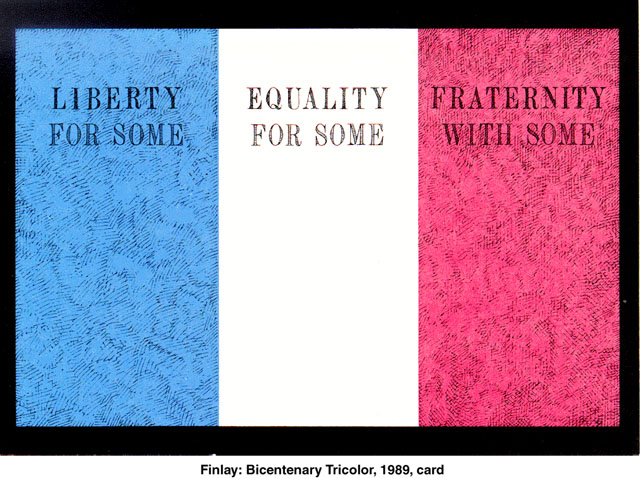 LIBERTY
FOR SOME
EQUALITY
FOR SOME
FRATERNITY
WITH SOME
Finlay: Bicentenary Tricolor, 1989, card